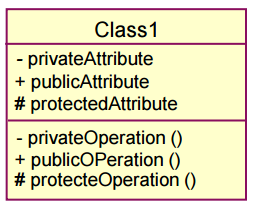 Class1
- privateAttribute
+ publicAttribute
# protectedAttribute
- privateOperation ()
+ publicOPeration ()
# protecteOperation ()